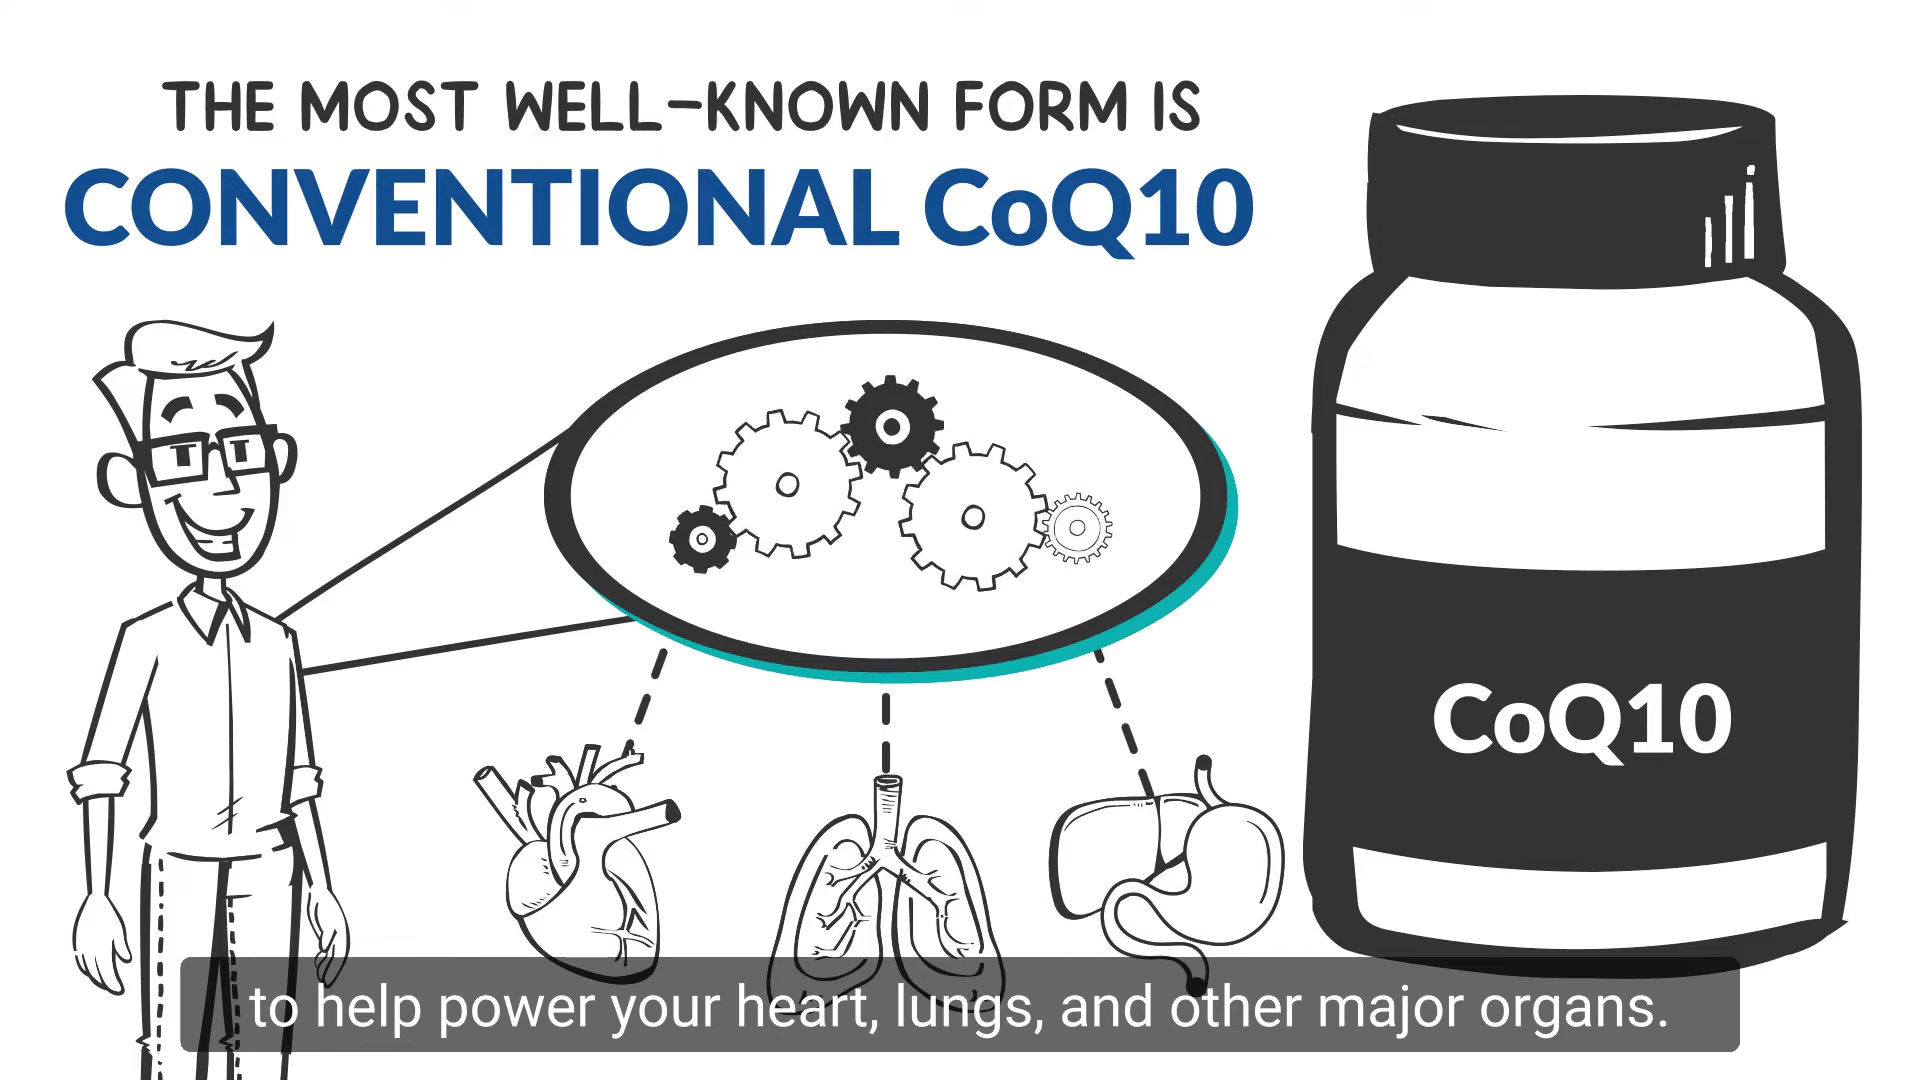 THE MOST WELL-KNOWN FORM IS
CONVENTIONAL CoQ10
CoQ10
to help power your heart, lungs, and other major organs.